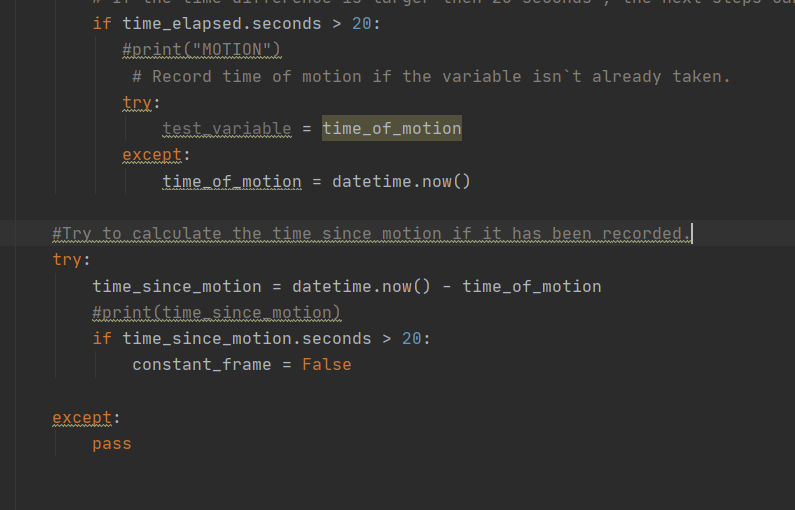 # If the time difference is larger then 20 seconds , the next steps
if time_elapsed.seconds > 20:
#print("MOTION")
# Record time of motion if the variable isn`t already taken.
try:
test_variable = time_of_motion
except:
time_of_motion = datetime.now()
#Try to calculate the time since motion if it has been recorded.
try:
time_since_motion = datetime.now() - time_of_motion
#print(time_since_motion)
if time_since_motion.seconds > 20:
constant_frame = False
except:
pass